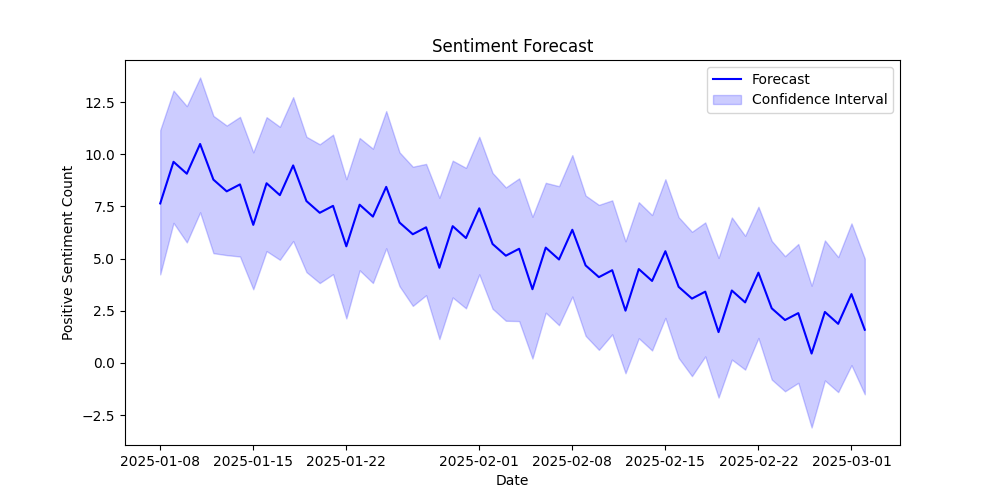 Sentiment Forecast
Forecast
Confidence Interval
Positive Sentiment Count
12.5
10.0
7.5
5.0
2.5
0.0
−2.5
2025-01-08 2025-01-15 2025-01-22 2025-02-01 2025-02-08 2025-02-15 2025-02-22 2025-03-01
Date